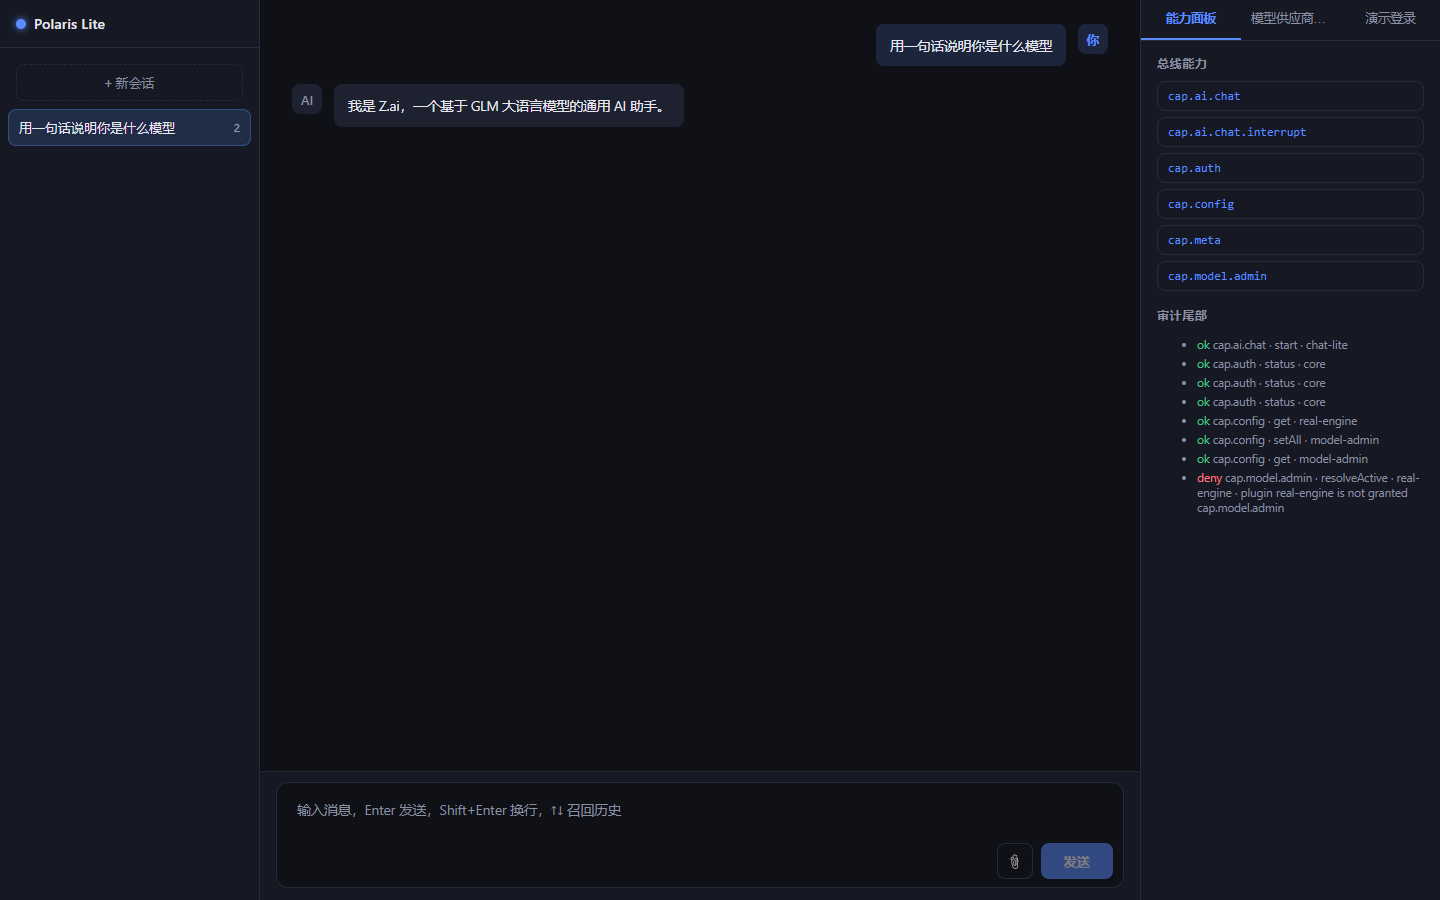 Polaris Lite
+ 新会话
用一句话说明你是什么模型 2
用一句话说明你是什么模型
你
AI
我是 Z.ai，一个基于 GLM 大语言模型的通用 AI 助手。
输入消息，Enter 发送，Shift+Enter 换行，↑↓ 召回历史
发送
能力面板 模型供应商... 演示登录
总线能力
cap.ai.chat
cap.ai.chat.interrupt
cap.auth
cap.config
cap.meta
cap.model.admin
审计尾部
ok cap.ai.chat · start · chat-lite
ok cap.auth · status · core
ok cap.auth · status · core
ok cap.auth · status · core
ok cap.config · get · real-engine
ok cap.config · setAll · model-admin
ok cap.config · get · model-admin
deny cap.model.admin · resolveActive · real-
engine · plugin real-engine is not granted
cap.model.admin